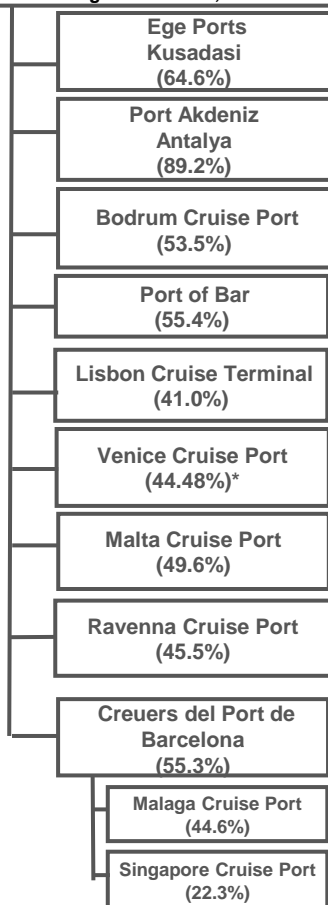 Ege Ports
Kusadasi
(64.6%)
Port Akdeniz
Antalya
(89.2%)
Bodrum Cruise Port
(53.5%)
Port of Bar
(55.4%)
Lisbon Cruise Terminal
(41.0%)
Venice Cruise Port
(44.48%)*
Malta Cruise Port
(49.6%)
Ravenna Cruise Port
(45.5%)
Creuers del Port de
Barcelona
(55.3%)
Malaga Cruise Port
(44.6%)
Singapore Cruise Port
(22.3%)